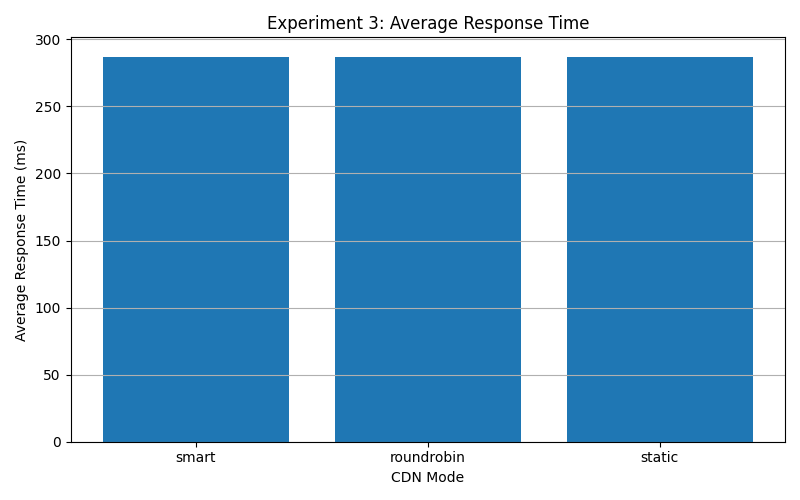 Experiment 3: Average Response Time
Average Response Time (ms)
300
250
200
150
100
50
0
smart roundrobin static
CDN Mode